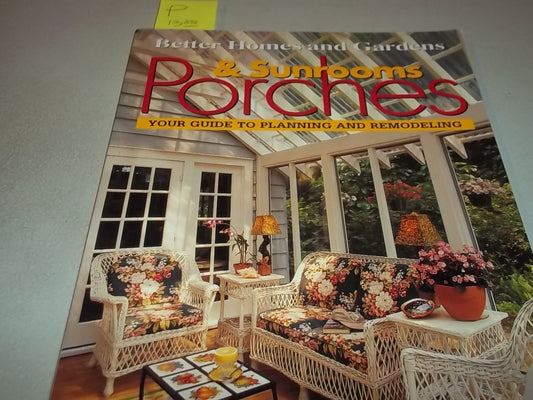 P
Better Homes and Gardens
& Sunrooms
Porches
YOUR GUIDE TO PLANNING AND REMODELING